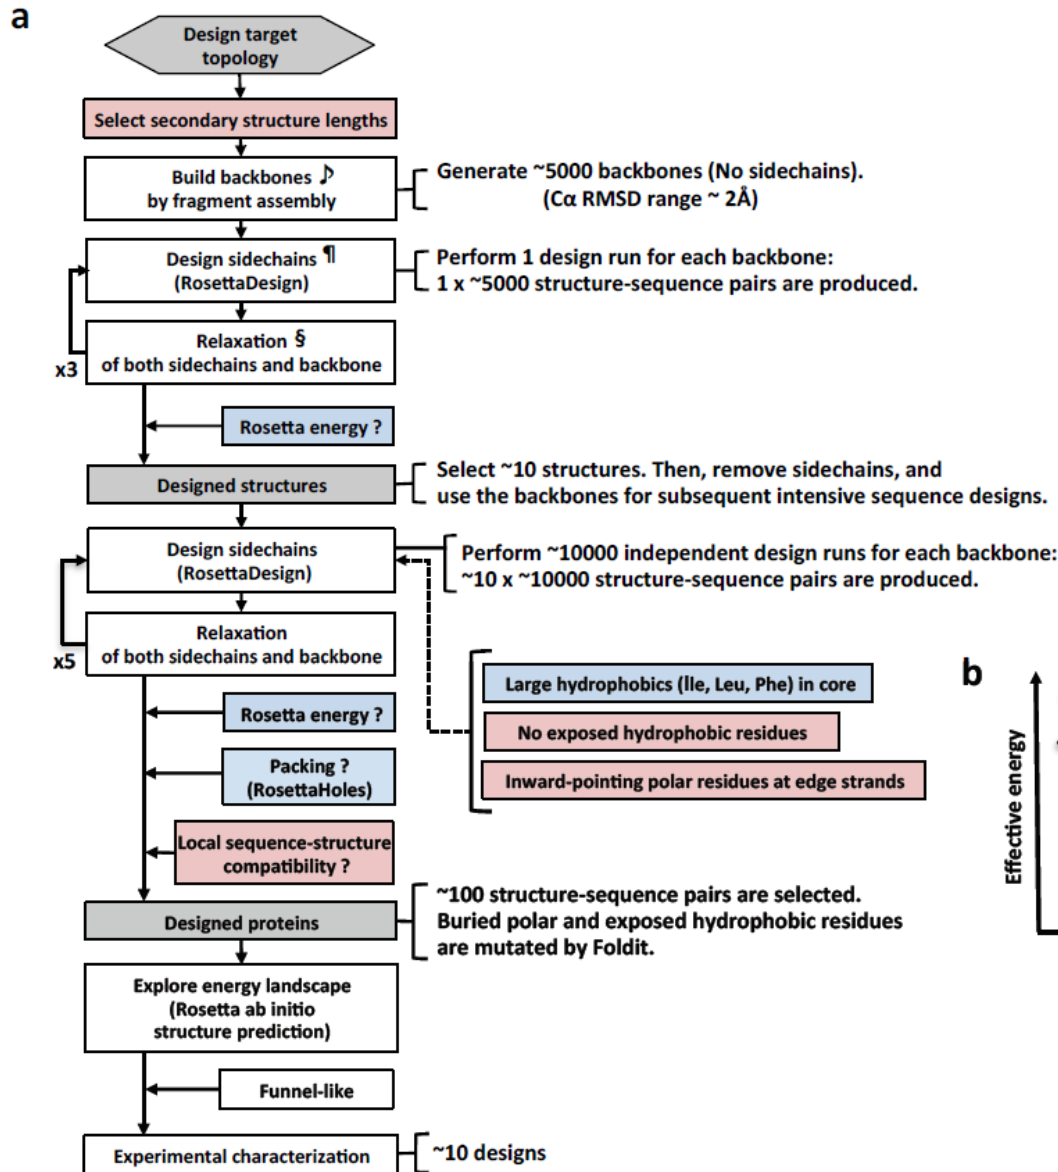 a
Design target
topology
Select secondary structure lengths
Build backbones ♪
by fragment assembly
Generate ~5000 backbones (No sidechains).
(Cα RMSD range ~ 2Å)
Design sidechains ¶
(RosettaDesign)
Perform 1 design run for each backbone:
1 x ~5000 structure-sequence pairs are produced.
Relaxation §
of both sidechains and backbone
x3
Rosetta energy ?
Designed structures
Select ~10 structures. Then, remove sidechains, and
use the backbones for subsequent intensive sequence designs.
Design sidechains
(RosettaDesign)
Perform ~10000 independent design runs for each backbone:
~10 x ~10000 structure-sequence pairs are produced.
Relaxation
of both sidechains and backbone
x5
Large hydrophobics (Ile, Leu, Phe) in core
No exposed hydrophobic residues
Inward-pointing polar residues at edge strands
Rosetta energy ?
Packing ?
(RosettaHoles)
Local sequence-structure
compatibility ?
Designed proteins
~100 structure-sequence pairs are selected.
Buried polar and exposed hydrophobic residues
are mutated by Foldit.
Explore energy landscape
(Rosetta ab initio
structure prediction)
Funnel-like
Experimental characterization
~10 designs
b
Effective energy